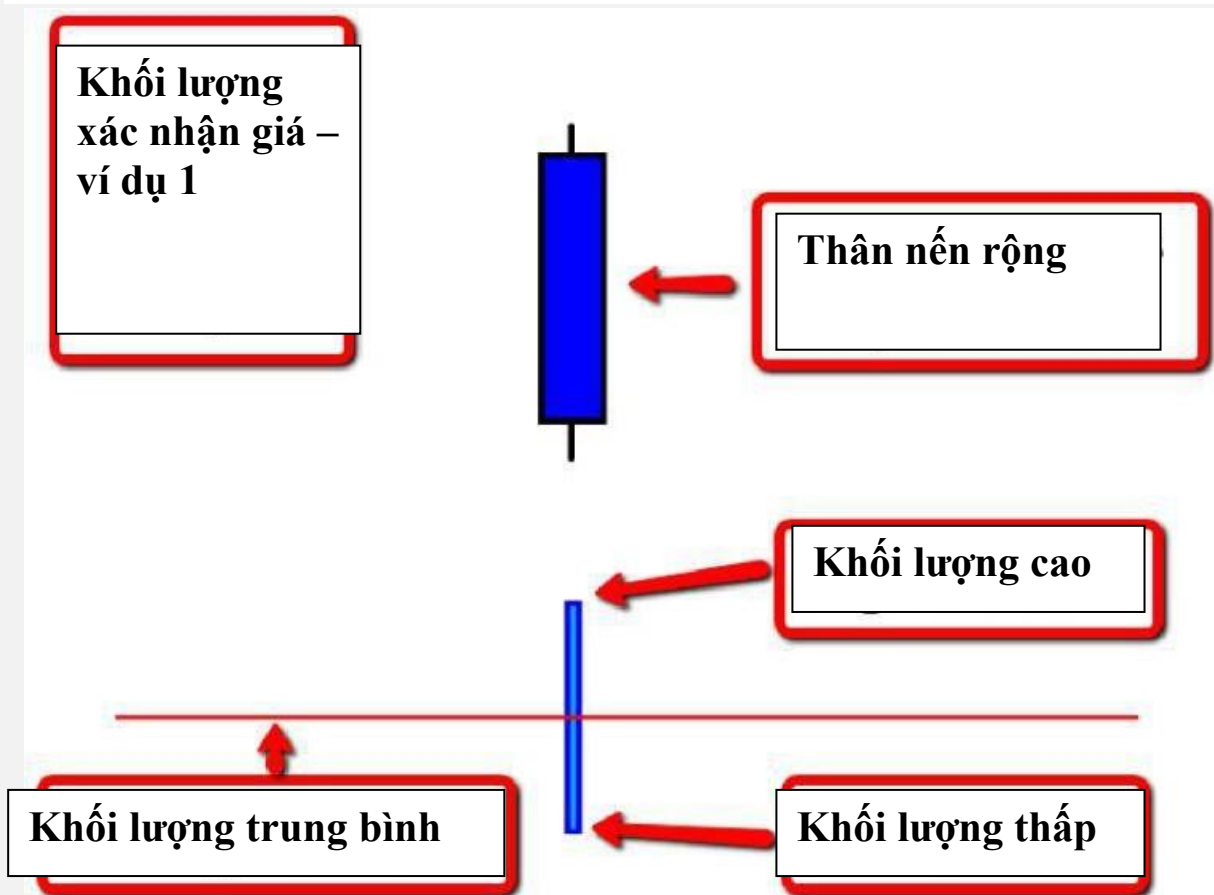 Khối lượng
xác nhận giá –
ví dụ 1
Thân nến rộng
Khối lượng cao
Khối lượng trung bình
Khối lượng thấp